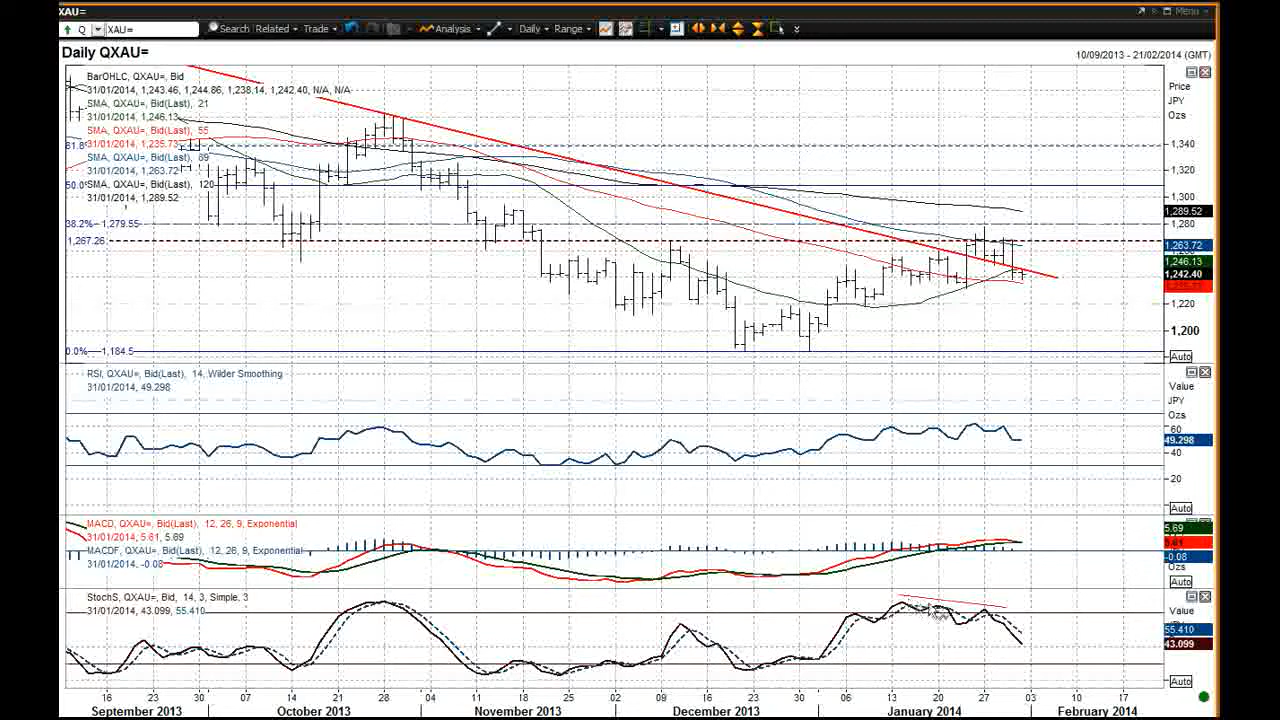 XAU=
Menu
Q XAU= Search Related Trade Analysis Daily Range
Daily QXAU= 10/09/2013 - 21/02/2014 (GMT)
BarOHLC, QXAU=, Bid
31/01/2014, 1,243.46, 1,244.86, 1,238.14, 1,242.40, N/A, N/A
SMA, QXAU=, Bid(Last), 21
31/01/2014, 1,246.13
SMA, QXAU=, Bid(Last), 55
31/01/2014, 1,235.73
SMA, QXAU=, Bid(Last), 89
31/01/2014, 1,263.72
SMA, QXAU=, Bid(Last), 120
31/01/2014, 1,289.52
61.8%
50.0%
38.2% 1,279.55
1,267.26
0.0% 1,184.5
Price
JPY
Ozs
1,340
1,320
1,300
1,289.52
1,280
1,263.72
1,260
1,246.13
1,242.40
1,220
1,200
Auto
RSI, QXAU=, Bid(Last), 14, Wilder Smoothing
31/01/2014, 49.298
Value
JPY
Ozs
60
49.298
40
20
Auto
MACD, QXAU=, Bid(Last), 12, 26, 9, Exponential
31/01/2014, 5.61, 5.69
MACDF, QXAU=, Bid(Last), 12, 26, 9, Exponential
31/01/2014, -0.08
5.69
5.61
-0.08
Ozs
Auto
StochS, QXAU=, Bid, 14, 3, Simple, 3
31/01/2014, 43.099, 55.410
Value
55.410
43.099
Auto
16 23 30 07 14 21 28 04 11 18 25 02 09 16 23 30 06 13 20 27 03 10 17
September 2013 October 2013 November 2013 December 2013 January 2014 February 2014